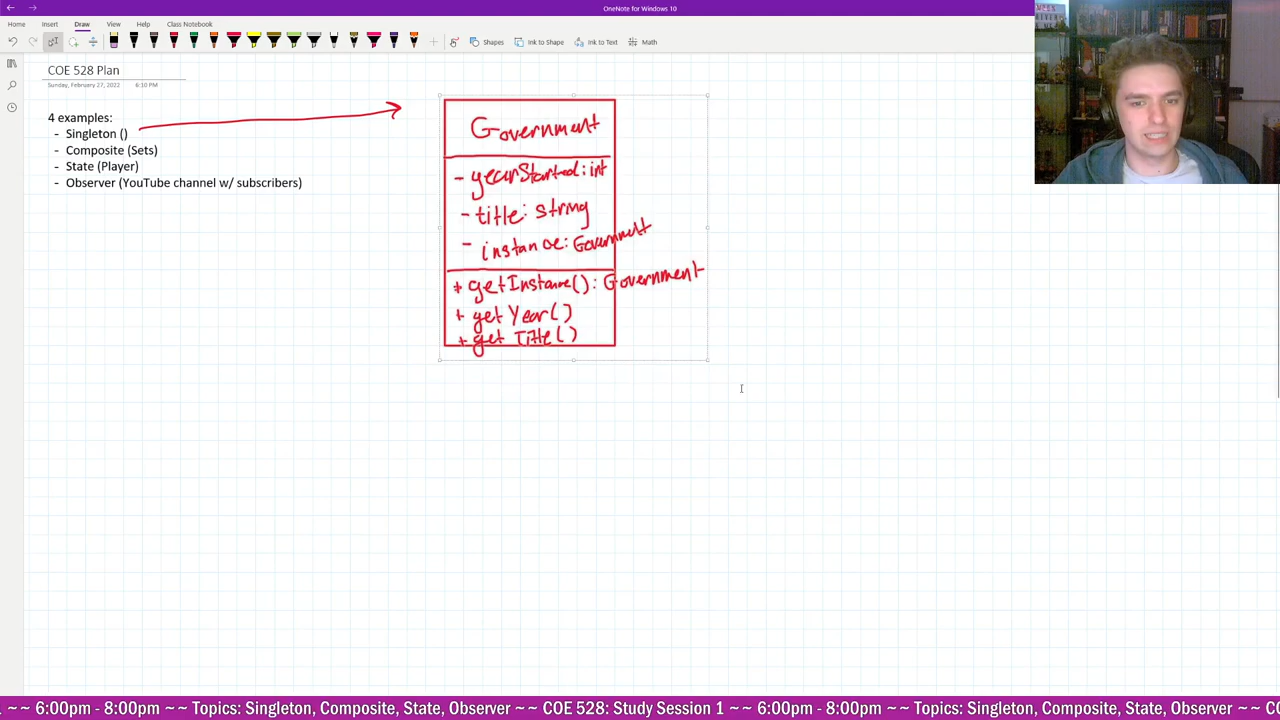 OneNote for Windows 10
Home Insert Draw View Help Class Notebook
Shapes Ink to Shape Ink to Text Math
COE 528 Plan
Sunday, February 27, 2022 6:10 PM
4 examples:
- Singleton ()
- Composite (Sets)
- State (Player)
- Observer (YouTube channel w/ subscribers)
Government
- yearStarted: int
- title: string
- instance: Government
+ getInstance(): Government
+ getYear()
+ getTitle()
~~ 6:00pm - 8:00pm ~~ Topics: Singleton, Composite, State, Observer ~~ COE 528: Study Session 1 ~~ 6:00pm - 8:00pm ~~ Topics: Singleton, Composite, State, Observer ~~ CO